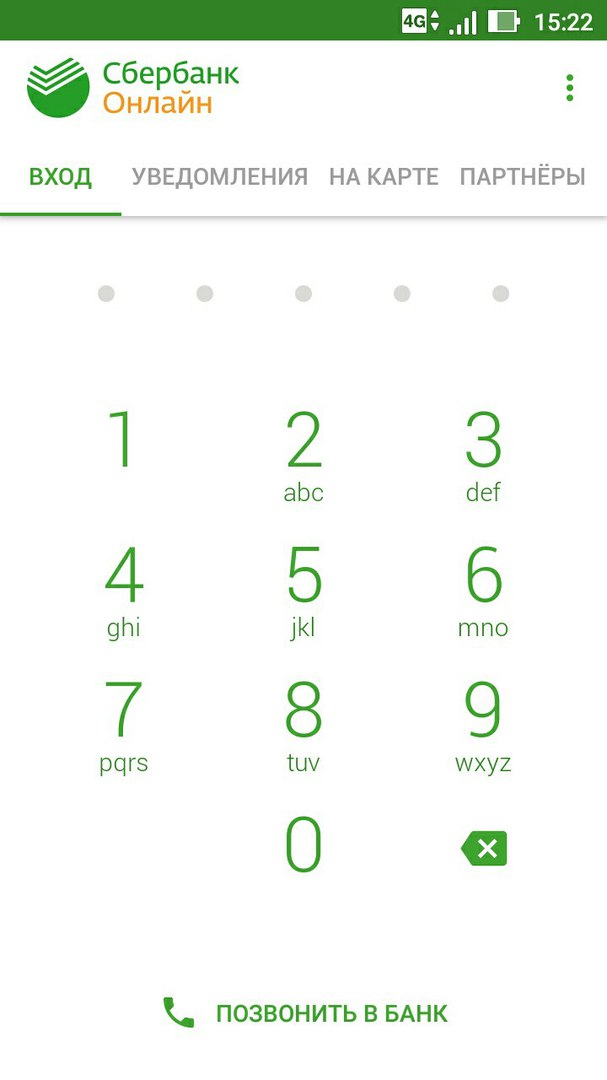 4G 15:22
Сбербанк
Онлайн
ВХОД УВЕДОМЛЕНИЯ НА КАРТЕ ПАРТНЁРЫ
1 2 3
abc def
4 5 6
ghi jkl mno
7 8 9
pqrs tuv wxyz
0
ПОЗВОНИТЬ В БАНК